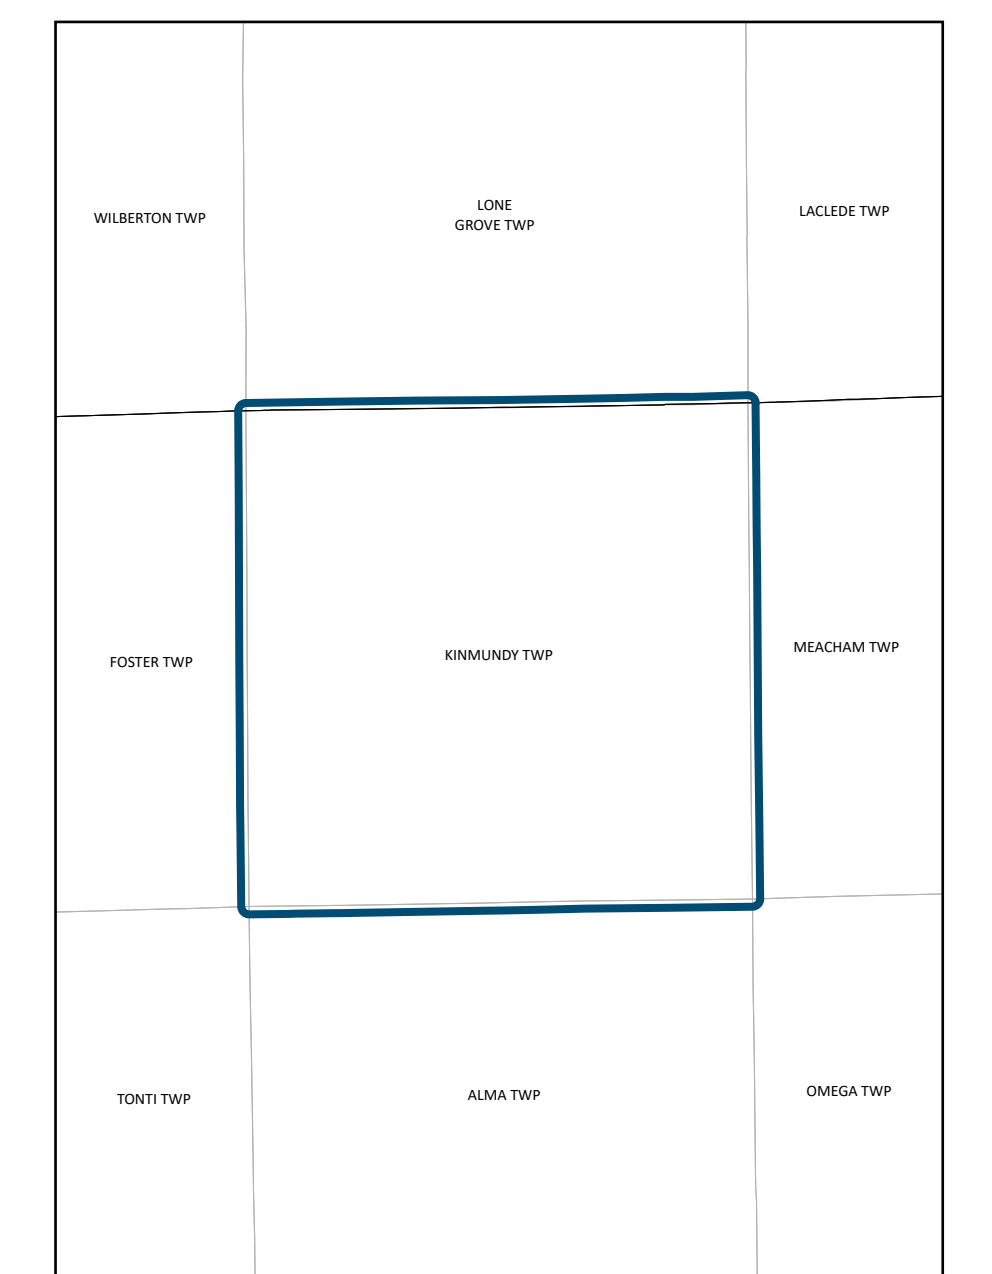 WILBERTON TWP
LONE
GROVE TWP
LACLEDE TWP
FOSTER TWP
KINMUNDY TWP
MEACHAM TWP
TONTI TWP
ALMA TWP
OMEGA TWP